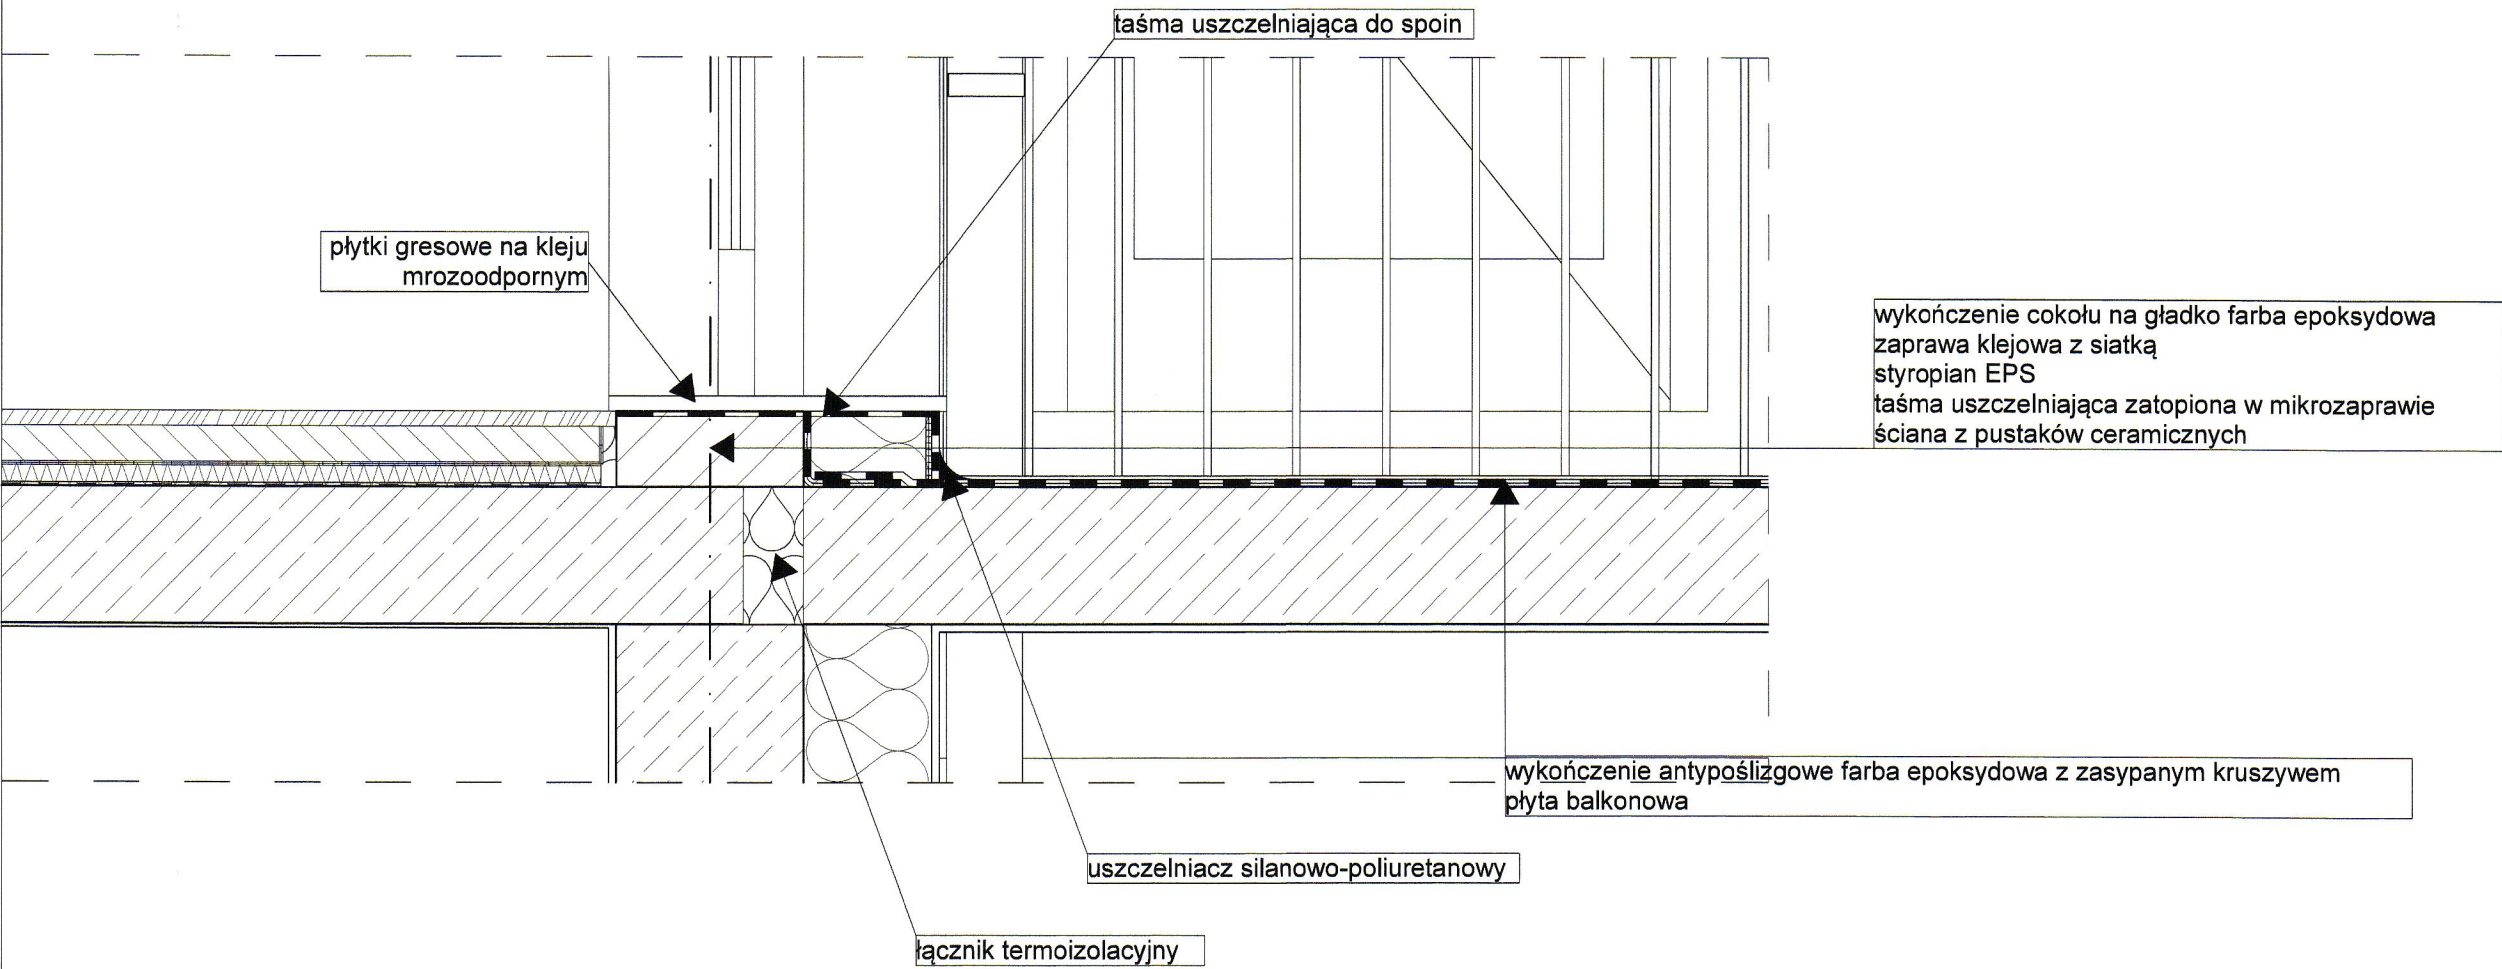 taśma uszczelniająca do spoin
płytki gresowe na kleju
mrozoodpornym
wykończenie cokołu na gładko farba epoksydowa
zaprawa klejowa z siatką
styropian EPS
taśma uszczelniająca zatopiona w mikrozaprawie
ściana z pustaków ceramicznych
wykończenie antypoślizgowe farba epoksydowa z zasypanym kruszywem
płyta balkonowa
uszczelniacz silanowo-poliuretanowy
łącznik termoizolacyjny